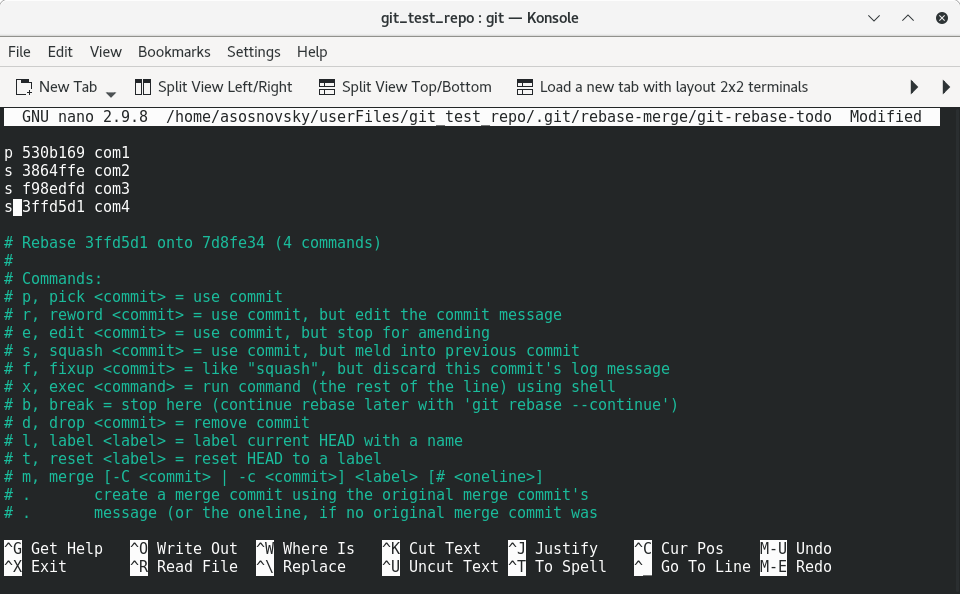 git_test_repo : git — Konsole
File Edit View Bookmarks Settings Help
New Tab Split View Left/Right Split View Top/Bottom Load a new tab with layout 2x2 terminals
GNU nano 2.9.8 /home/asosnovsky/userFiles/git_test_repo/.git/rebase-merge/git-rebase-todo Modified
p 530b169 com1
s 3864ffe com2
s f98edfd com3
s 3ffd5d1 com4
# Rebase 3ffd5d1 onto 7d8fe34 (4 commands)
#
# Commands:
# p, pick <commit> = use commit
# r, reword <commit> = use commit, but edit the commit message
# e, edit <commit> = use commit, but stop for amending
# s, squash <commit> = use commit, but meld into previous commit
# f, fixup <commit> = like "squash", but discard this commit's log message
# x, exec <command> = run command (the rest of the line) using shell
# b, break = stop here (continue rebase later with 'git rebase --continue')
# d, drop <commit> = remove commit
# l, label <label> = label current HEAD with a name
# t, reset <label> = reset HEAD to a label
# m, merge [-C <commit> | -c <commit>] <label> [# <oneline>]
# .       create a merge commit using the original merge commit's
# .       message (or the oneline, if no original merge commit was
^G Get Help ^O Write Out ^W Where Is ^K Cut Text ^J Justify ^C Cur Pos M-U Undo
^X Exit ^R Read File ^\ Replace ^U Uncut Text ^T To Spell ^_ Go To Line M-E Redo